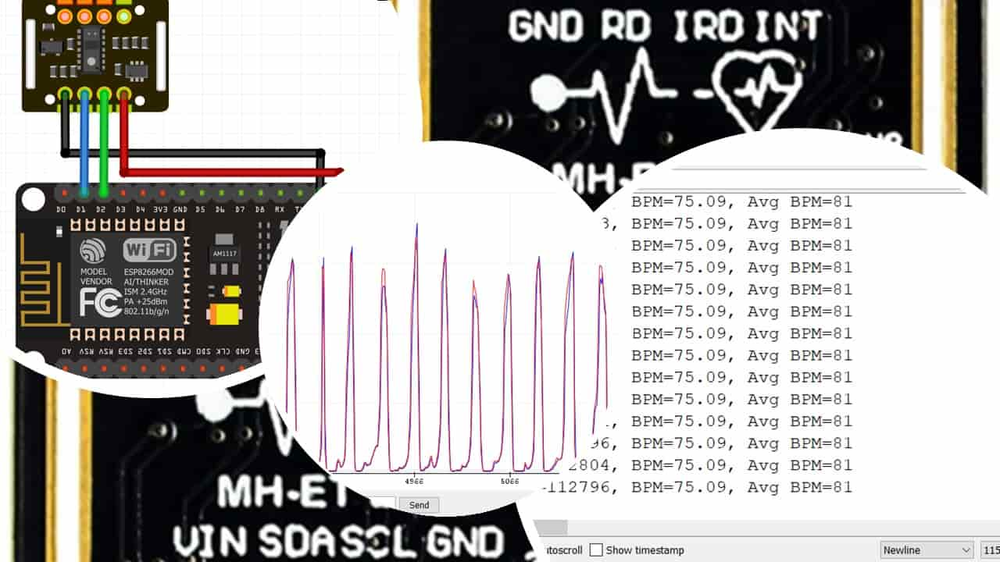 GND RD IRD INT
D0 D1 D2 D3 D4 3V3 GND D5 D6 D7 D8 RX
WiFi
MODEL
VENDOR
ESP8266MOD
AI/THINKER
ISM 2.4GHz
PA +25dBm
802.11b/g/n
FC
AM1117
A0 RSV RSV SD3 SD2 SD1 CMD SD0 CLK GND
BPM=75.09, Avg BPM=81
3, BPM=75.09, Avg BPM=81
BPM=75.09, Avg BPM=81
BPM=75.09, Avg BPM=81
BPM=75.09, Avg BPM=81
BPM=75.09, Avg BPM=81
BPM=75.09, Avg BPM=81
BPM=75.09, Avg BPM=81
BPM=75.09, Avg BPM=81
BPM=75.09, Avg BPM=81
BPM=75.09, Avg BPM=81
96, BPM=75.09, Avg BPM=81
2804, BPM=75.09, Avg BPM=81
-112796, BPM=75.09, Avg BPM=81
4966 5066
Send
MH-ET
VIN SDA SCL GND
Show timestamp
Newline